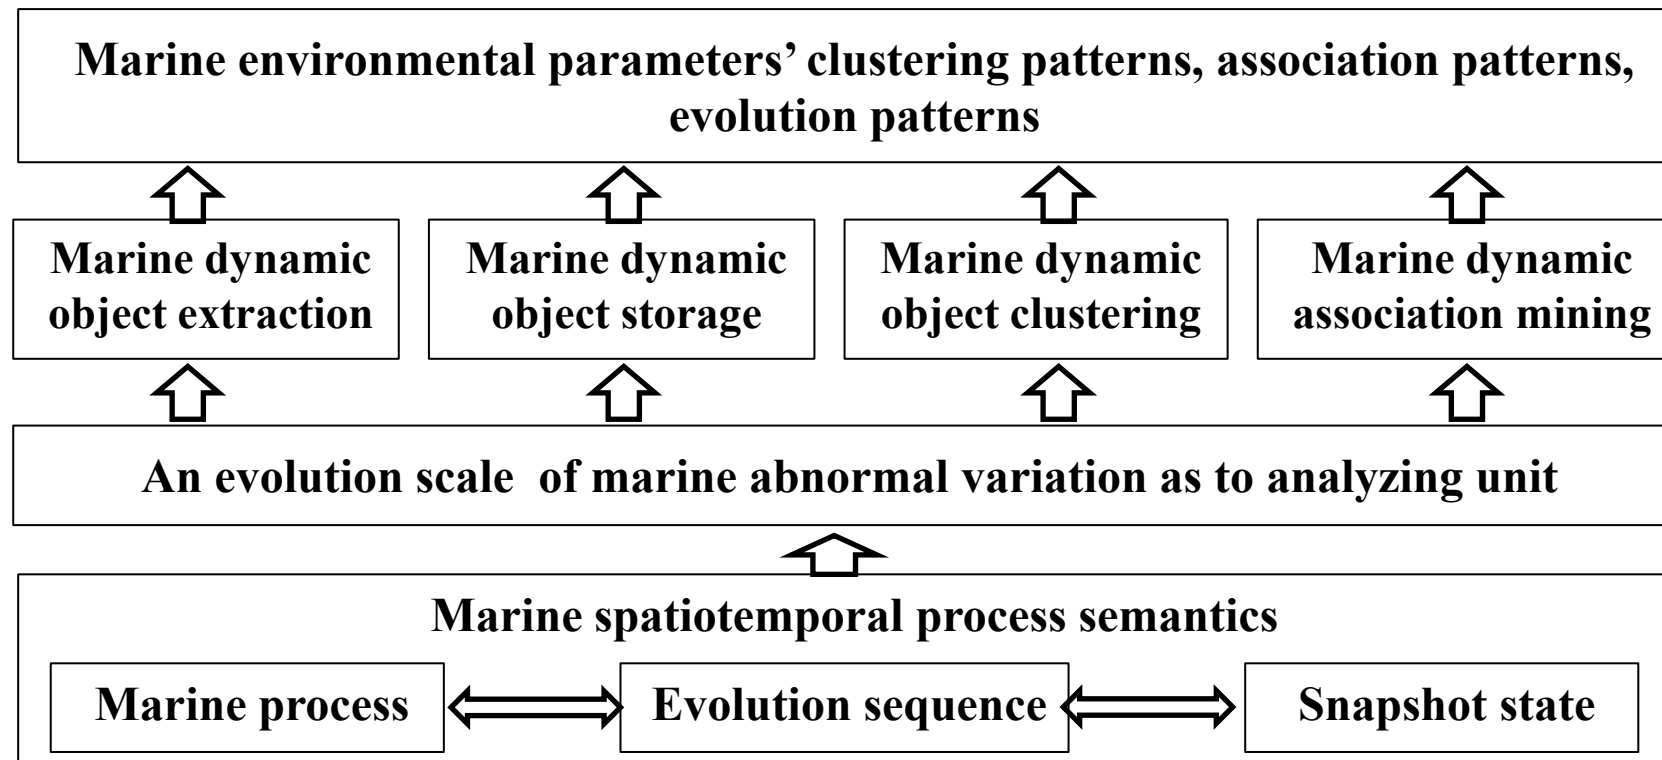 Marine environmental parameters’ clustering patterns, association patterns,
evolution patterns
Marine dynamic
object extraction
Marine dynamic
object storage
Marine dynamic
object clustering
Marine dynamic
association mining
An evolution scale  of marine abnormal variation as to analyzing unit
Marine spatiotemporal process semantics
Marine process
Evolution sequence
Snapshot state